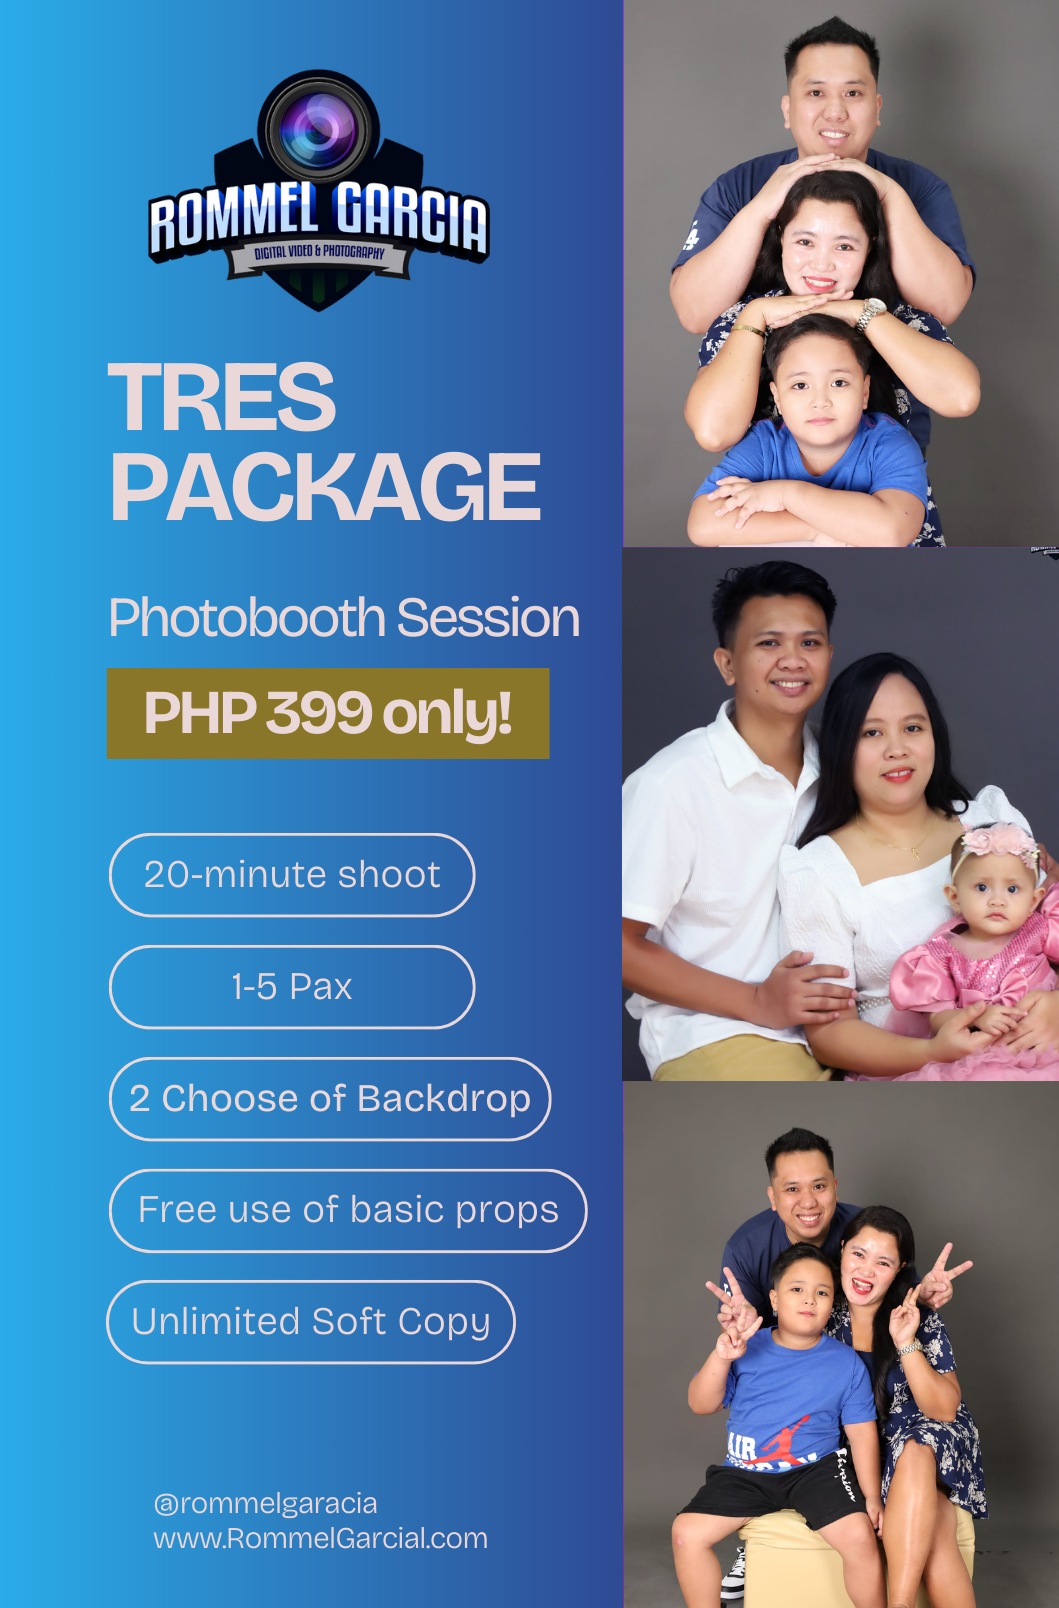 ROMMEL GARCIA
DIGITAL VIDEO & PHOTOGRAPHY
TRES
PACKAGE
Photobooth Session
PHP 399 only!
20-minute shoot
1-5 Pax
2 Choose of Backdrop
Free use of basic props
Unlimited Soft Copy
@rommelgaracia
www.RommelGarcial.com
AIR